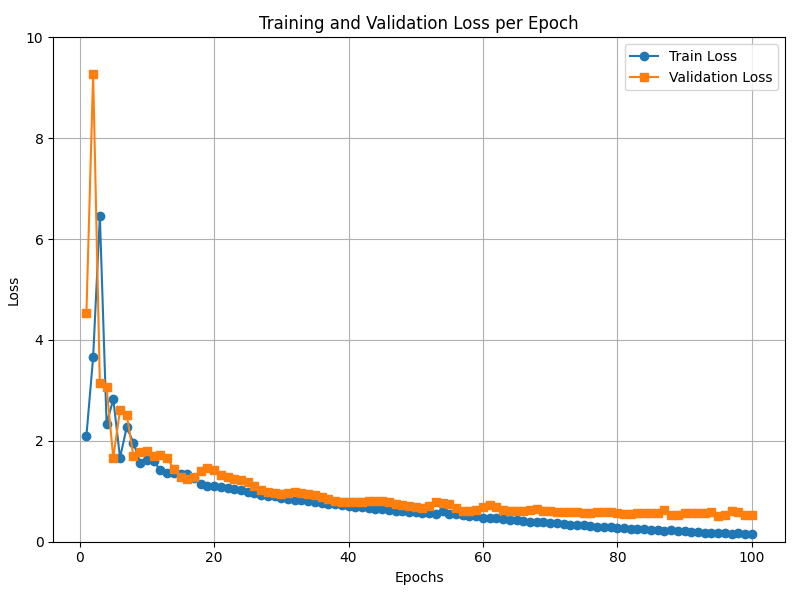 Training and Validation Loss per Epoch
Train Loss
Validation Loss
Loss
10
8
6
4
2
0
0 20 40 60 80 100
Epochs